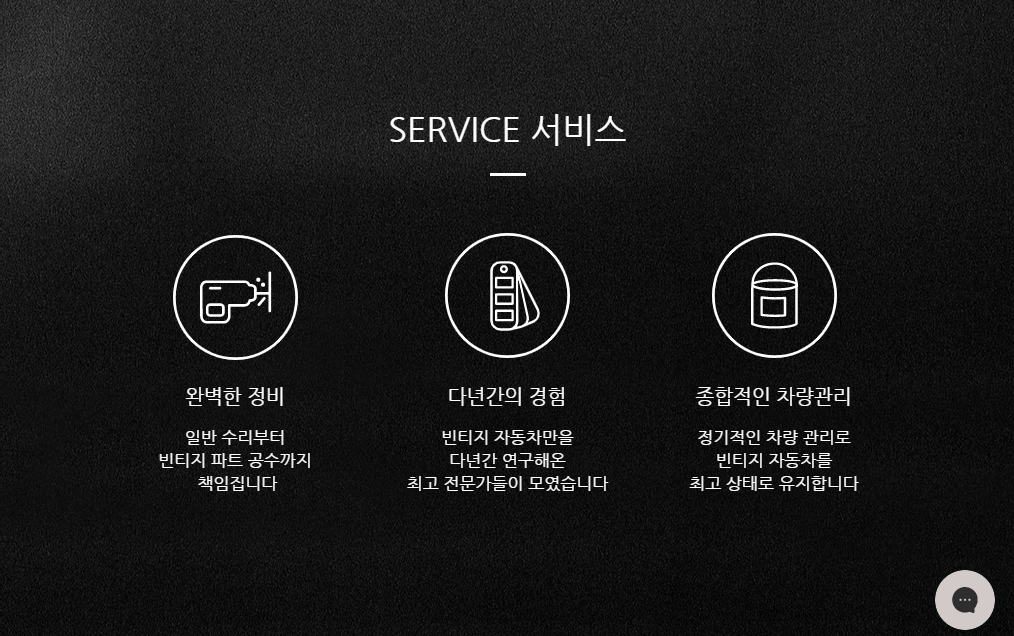 SERVICE 서비스
완벽한 정비
일반 수리부터
빈티지 파트 공수까지
책임집니다
다년간의 경험
빈티지 자동차만을
다년간 연구해온
최고 전문가들이 모였습니다
종합적인 차량관리
정기적인 차량 관리로
빈티지 자동차를
최고 상태로 유지합니다